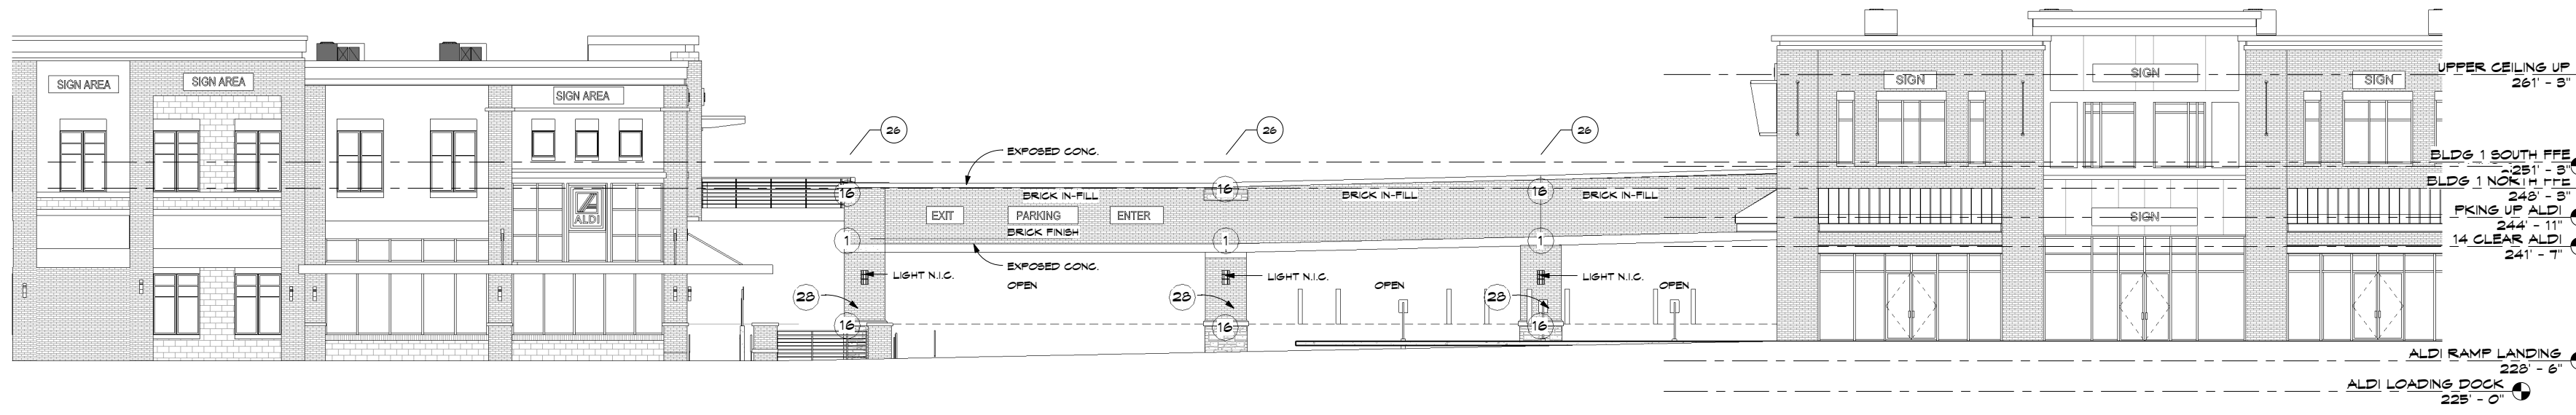 SIGN AREA
SIGN AREA
SIGN AREA
ALDI
26
26
26
EXPOSED CONC.
16
BRICK IN-FILL
16
BRICK IN-FILL
16
BRICK IN-FILL
EXIT
PARKING
ENTER
BRICK FINISH
1
1
1
EXPOSED CONC.
LIGHT N.I.C.
LIGHT N.I.C.
LIGHT N.I.C.
OPEN
OPEN
OPEN
23
23
23
16
16
16
SIGN
SIGN
SIGN
SIGN
UPPER CEILING UP
261' - 3"
BLDG 1 SOUTH FFE
251' - 3"
BLDG 1 NORTH FFE
248' - 3"
PKING UP ALDI
244' - 11"
14 CLEAR ALDI
241' - 7"
ALDI RAMP LANDING
228' - 6"
ALDI LOADING DOCK
225' - 0"